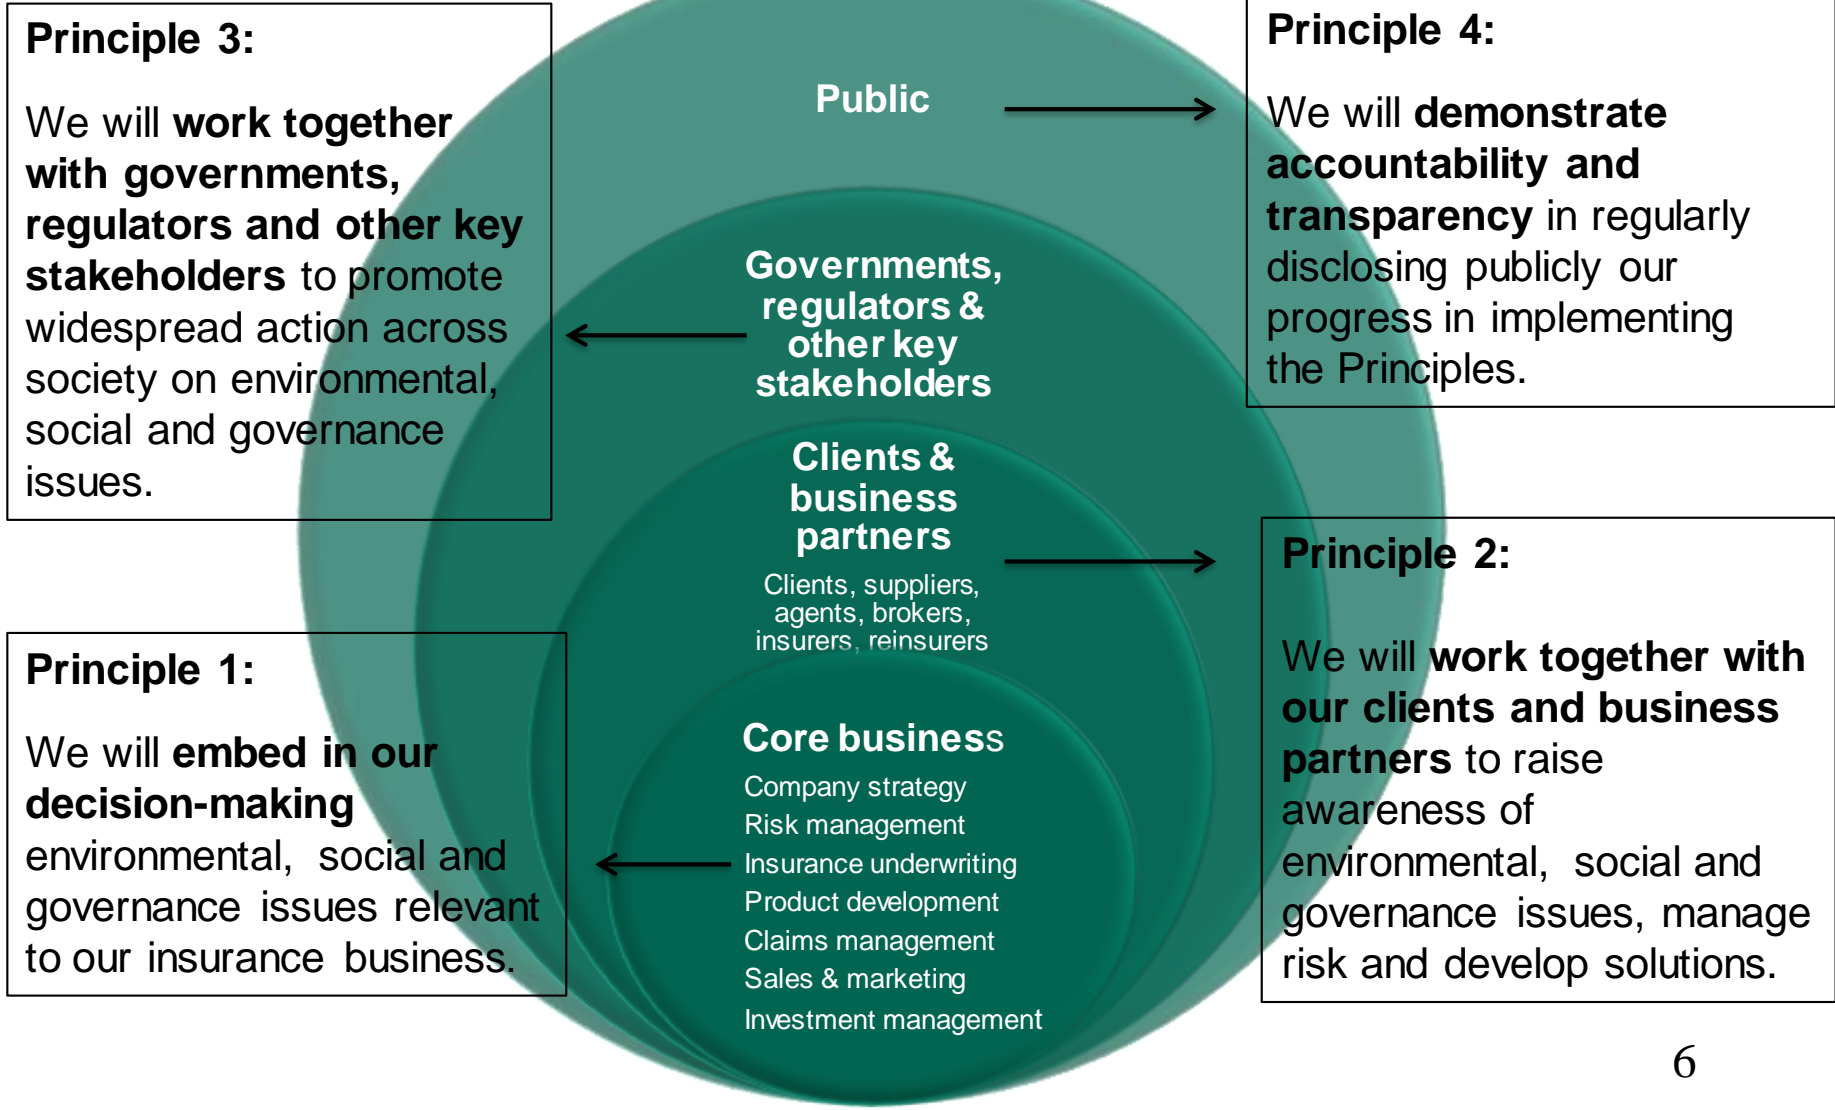 Principle 3:
We will work together
with governments,
regulators and other key
stakeholders to promote
widespread action across
society on environmental,
social and governance
issues.
Principle 1:
We will embed in our
decision-making
environmental, social and
governance issues relevant
to our insurance business.
Public
Governments,
regulators &
other key
stakeholders
Clients &
business
partners
Clients, suppliers,
agents, brokers,
insurers, reinsurers
Core business
Company strategy
Risk management
Insurance underwriting
Product development
Claims management
Sales & marketing
Investment management
Principle 4:
We will demonstrate
accountability and
transparency in regularly
disclosing publicly our
progress in implementing
the Principles.
Principle 2:
We will work together with
our clients and business
partners to raise
awareness of
environmental, social and
governance issues, manage
risk and develop solutions.
6